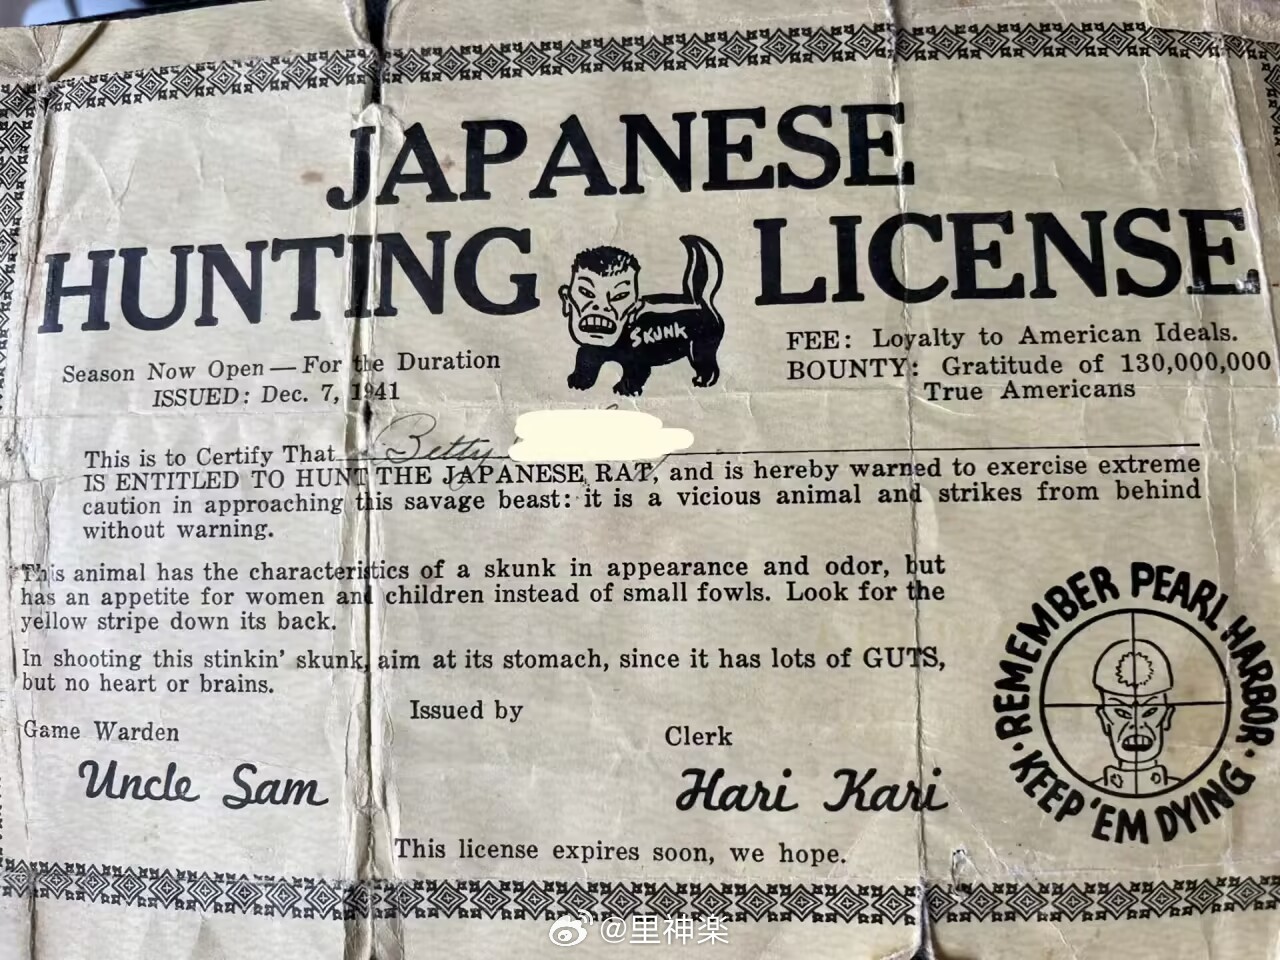 JAPANESE
HUNTING LICENSE
SKUNK
Season Now Open — For the Duration
ISSUED: Dec. 7, 1941
FEE: Loyalty to American Ideals.
BOUNTY: Gratitude of 130,000,000
True Americans
This is to Certify That Betty
IS ENTITLED TO HUNT THE JAPANESE RAT, and is hereby warned to exercise extreme
caution in approaching this savage beast: it is a vicious animal and strikes from behind
without warning.
This animal has the characteristics of a skunk in appearance and odor, but
has an appetite for women and children instead of small fowls. Look for the
yellow stripe down its back.
In shooting this stinkin' skunk, aim at its stomach, since it has lots of GUTS,
but no heart or brains.
Issued by
Game Warden
Uncle Sam
Clerk
Hari Kari
This license expires soon, we hope.
REMEMBER PEARL HARBOR
KEEP 'EM DYING
@里神楽